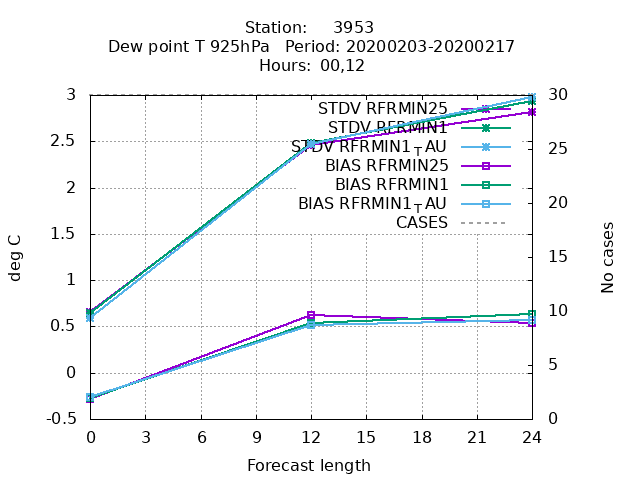 Station: 3953
Dew point T 925hPa Period: 20200203-20200217
Hours: 00,12
3
2.5
2
1.5
1
0.5
0
-0.5
30
25
20
15
10
5
0
0 3 6 9 12 15 18 21 24
deg C
No cases
Forecast length
STDV RFRMIN25
STDV RFRMIN1
STDV RFRMIN1TAU
BIAS RFRMIN25
BIAS RFRMIN1
BIAS RFRMIN1TAU
CASES